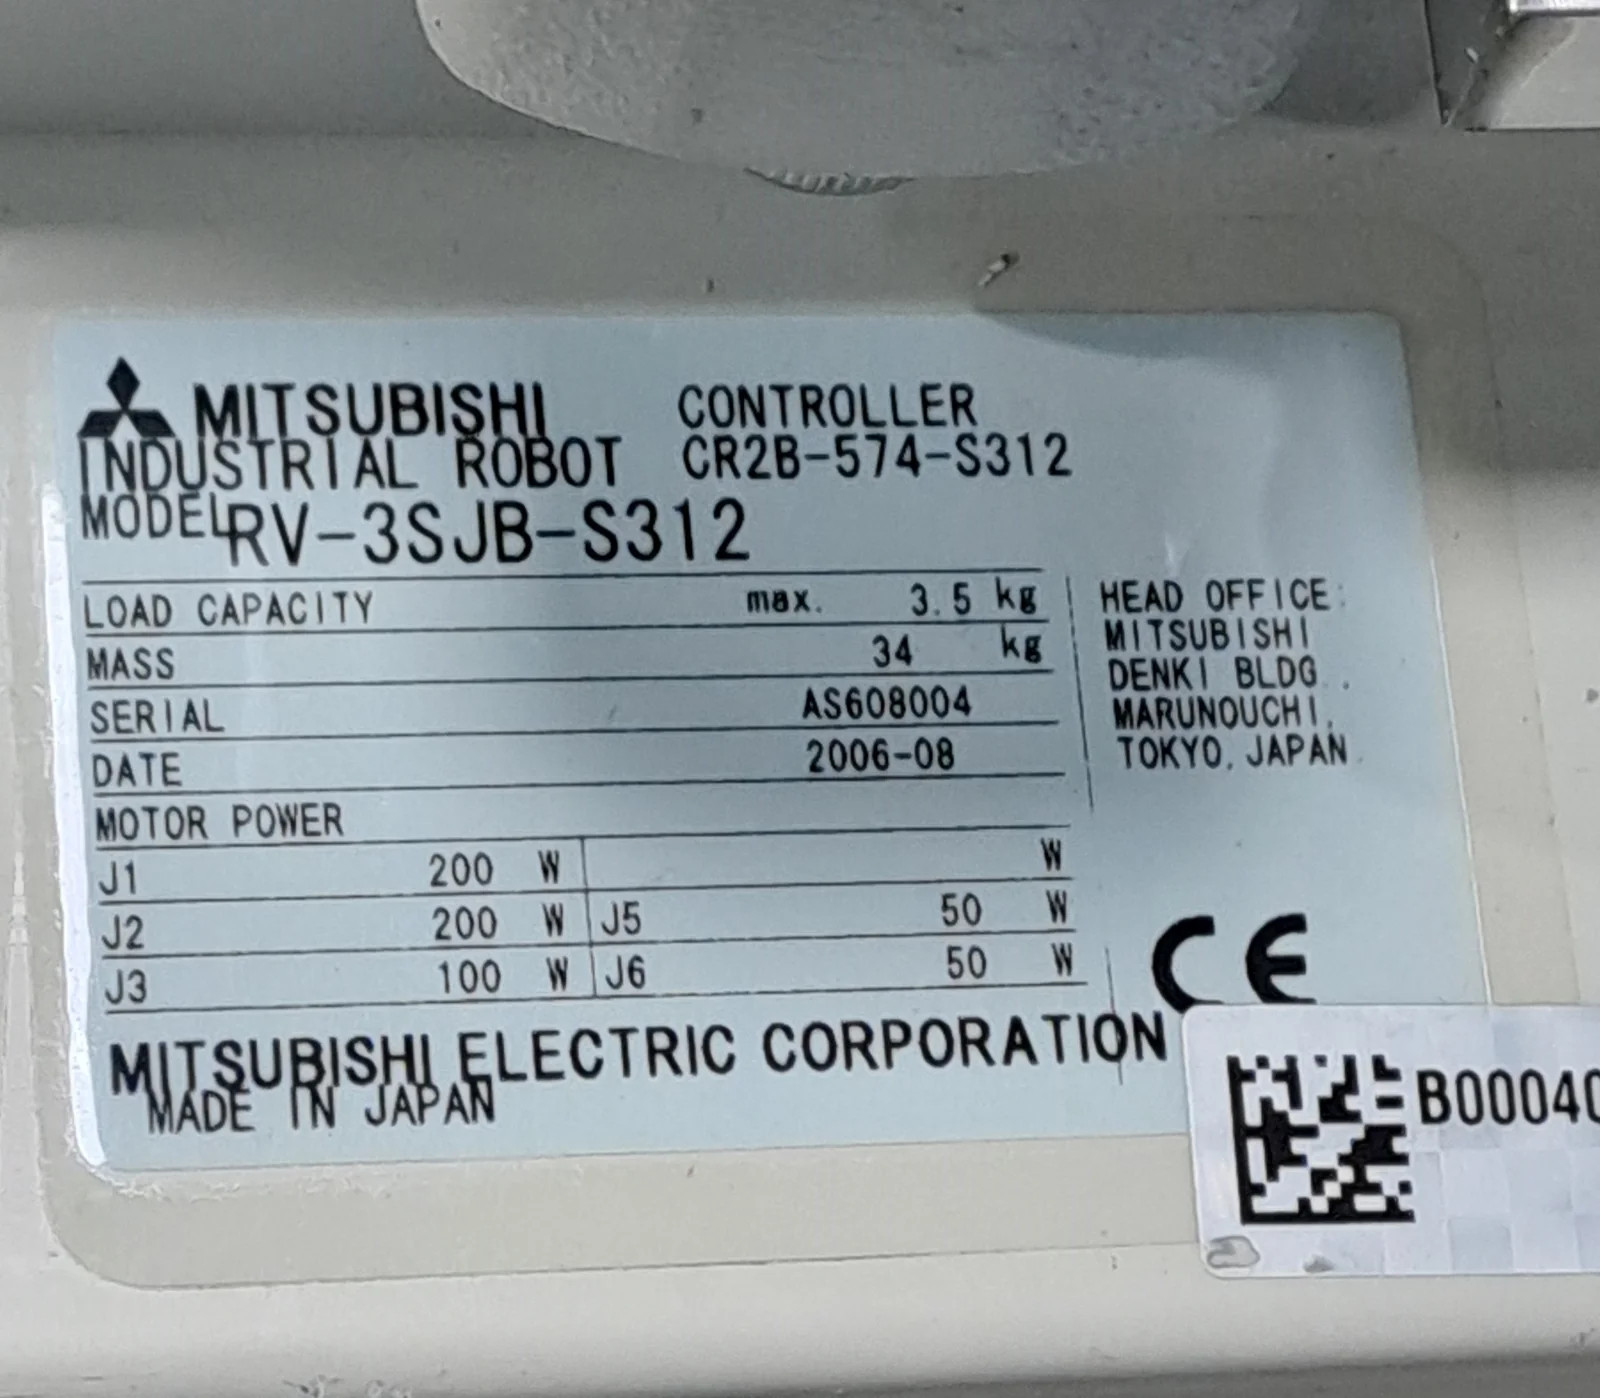 MITSUBISHI CONTROLLER
INDUSTRIAL ROBOT CR2B-574-S312
MODEL RV-3SJB-S312
LOAD CAPACITY max. 3.5 kg
MASS 34 kg
SERIAL AS608004
DATE 2006-08
MOTOR POWER
J1 200 W W
J2 200 W J5 50 W
J3 100 W J6 50 W
HEAD OFFICE:
MITSUBISHI
DENKI BLDG.
MARUNOUCHI,
TOKYO, JAPAN.
CE
MITSUBISHI ELECTRIC CORPORATION
MADE IN JAPAN